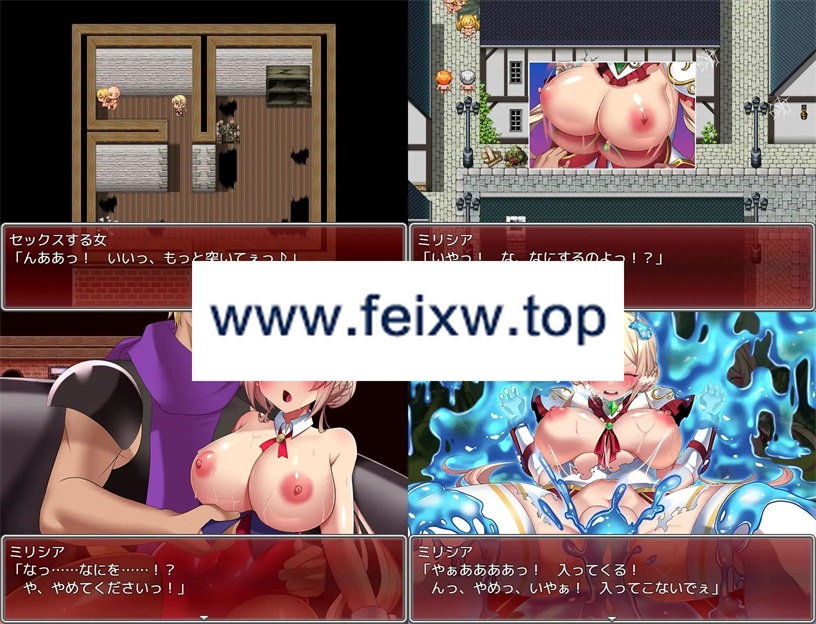 セックスする女
「んああっ！　いいっ、もっと突いてぇっ♪」
ミリシア
「いやっ！　な、なにするのよっ！？」
www.feixw.top
ミリシア
「なっ……なにを……！？
　や、やめてくださいっ！」
ミリシア
「やぁああああっ！　入ってくる！
　んっ、やめっ、いやぁ！　入ってこないでぇ」